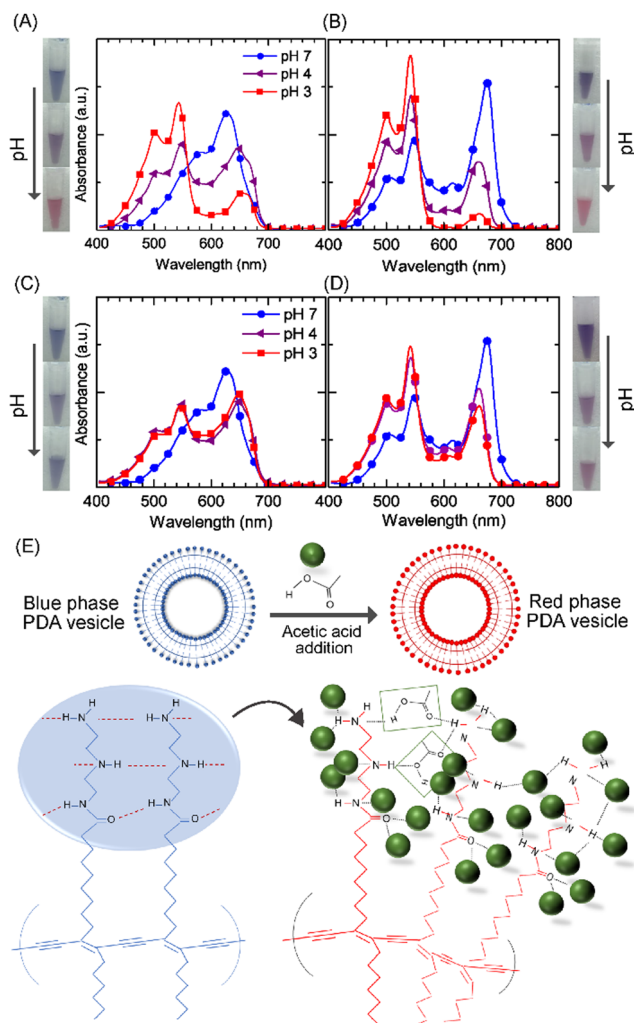 (A)
(B)
pH
Absorbance (a.u.)
pH 7
pH 4
pH 3
pH
400 500 600 700
400 500 600 700 800
Wavelength (nm)
Wavelength (nm)
(C)
(D)
pH
Absorbance (a.u.)
pH 7
pH 4
pH 3
pH
400 500 600 700
400 500 600 700 800
Wavelength (nm)
Wavelength (nm)
(E)
H O
O
Blue phase
PDA vesicle
Acetic acid
addition
Red phase
PDA vesicle
H H
H-N H-N
N-H N-H
H-N H-N
O O
H
H-N
H O
O
H
H
N-H
O
O
H
N
H
H
N
H
H-N
H-N
O
H-N
O